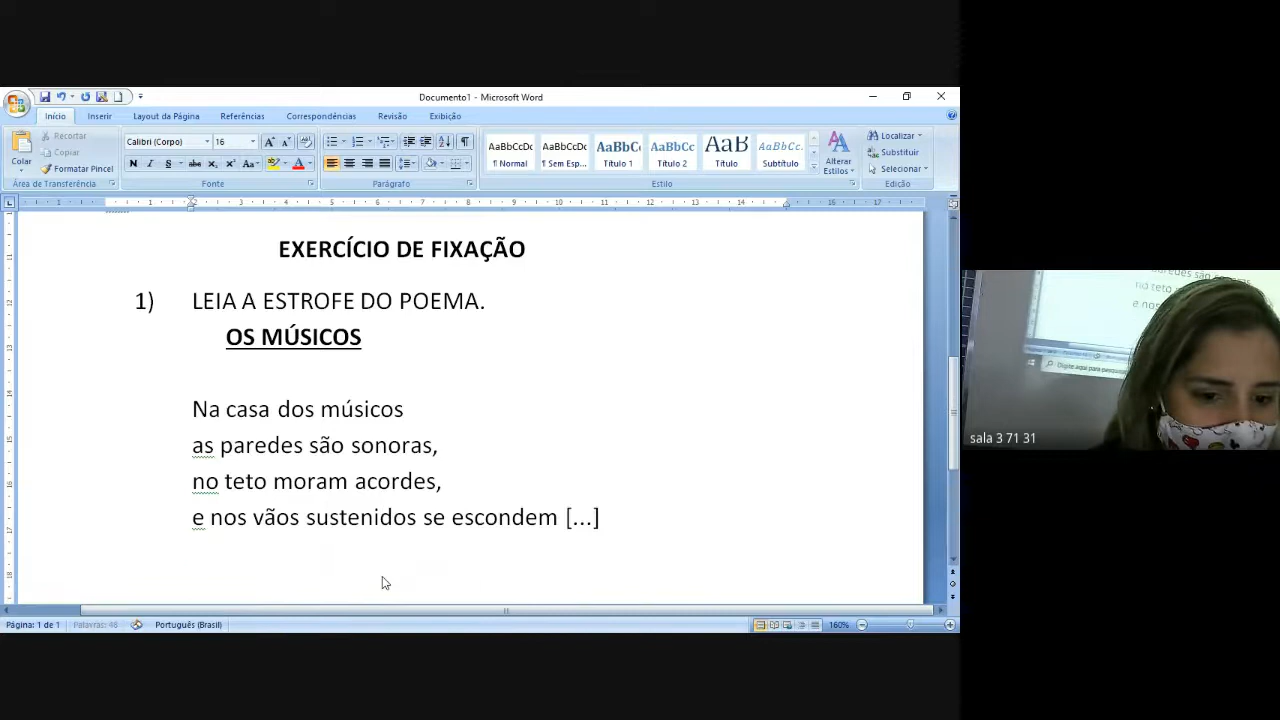 Documento1 - Microsoft Word
Início Inserir Layout da Página Referências Correspondências Revisão Exibição
Colar
Recortar
Copiar
Formatar Pincel
Área de Transferência
Calibri (Corpo) 16
Fonte
Parágrafo
AaBbCcDc AaBbCcDc AaBbCc AaBbCc AaB AaBbCc.
¶ Normal ¶ Sem Esp... Título 1 Título 2 Título Subtítulo
Alterar Estilos
Estilo
Localizar
Substituir
Selecionar
Edição
EXERCÍCIO DE FIXAÇÃO
1) LEIA A ESTROFE DO POEMA.
OS MÚSICOS
Na casa dos músicos
as paredes são sonoras,
no teto moram acordes,
e nos vãos sustenidos se escondem [...]
Página: 1 de 1 Palavras: 48 Português (Brasil) 160%
sala 3 71 31